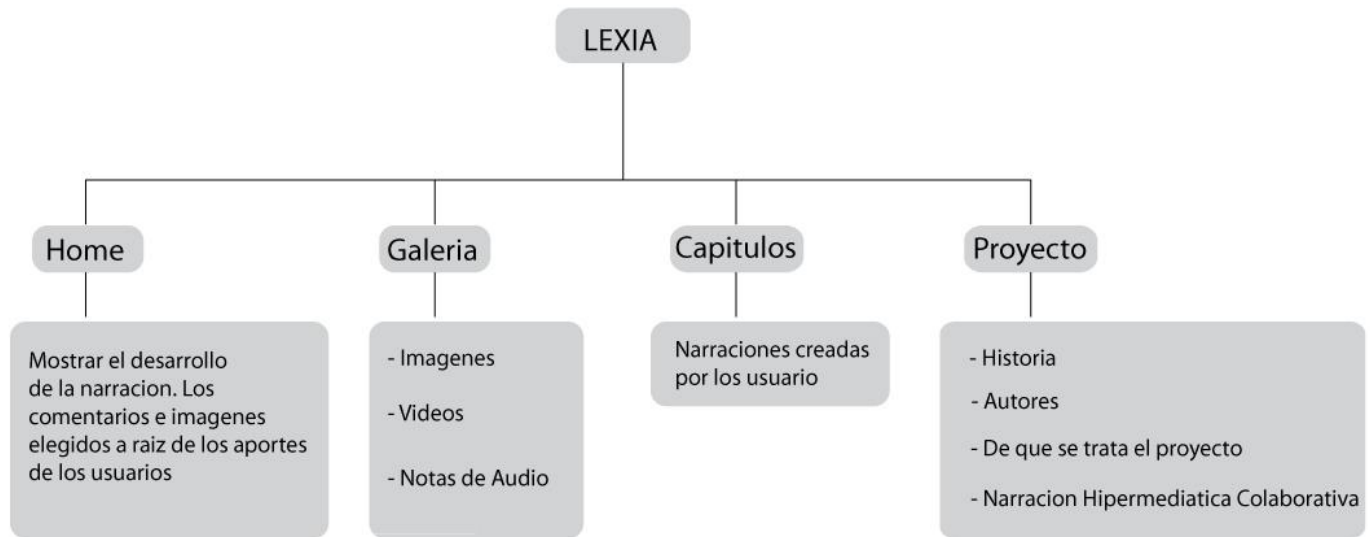 LEXIA
Home
Galeria
Capitulos
Proyecto
Mostrar el desarrollo
de la narracion. Los
comentarios e imagenes
elegidos a raiz de los aportes
de los usuarios
- Imagenes
- Videos
- Notas de Audio
Narraciones creadas
por los usuario
- Historia
- Autores
- De que se trata el proyecto
- Narracion Hipermediatica Colaborativa